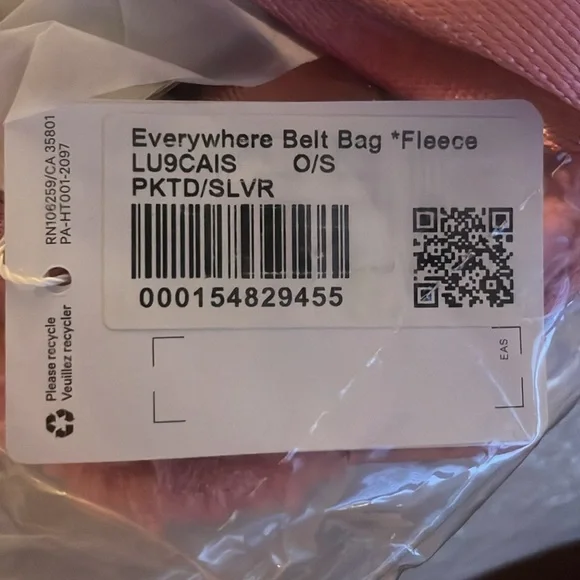 Everywhere Belt Bag *Fleece
LU9CAIS O/S
PKTD/SLVR
000154829455
RN106259/CA 35801
PA-HT001-2097
Please recycle
Veuillez recycler
EAS